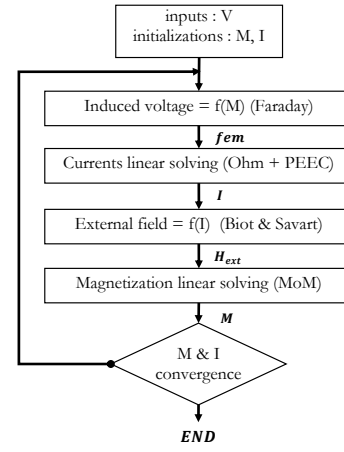 inputs : V
initializations : M, I
Induced voltage = f(M) (Faraday)
fem
Currents linear solving (Ohm + PEEC)
I
External field = f(I) (Biot & Savart)
H_ext
Magnetization linear solving (MoM)
M
M & I
convergence
END